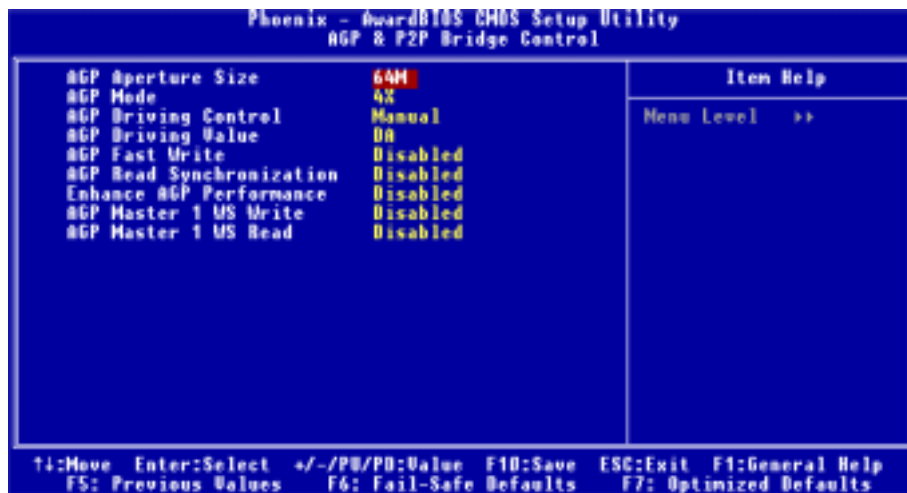 Phoenix - AwardBIOS CMOS Setup Utility
AGP & P2P Bridge Control
AGP Aperture Size 64M
AGP Mode 4X
AGP Driving Control Manual
AGP Driving Value DA
AGP Fast Write Disabled
AGP Read Synchronization Disabled
Enhance AGP Performance Disabled
AGP Master 1 WS Write Disabled
AGP Master 1 WS Read Disabled
Item Help
Menu Level ►►
↑↓:Move Enter:Select +/-/PU/PD:Value F10:Save ESC:Exit F1:General Help
F5: Previous Values F6: Fail-Safe Defaults F7: Optimized Defaults